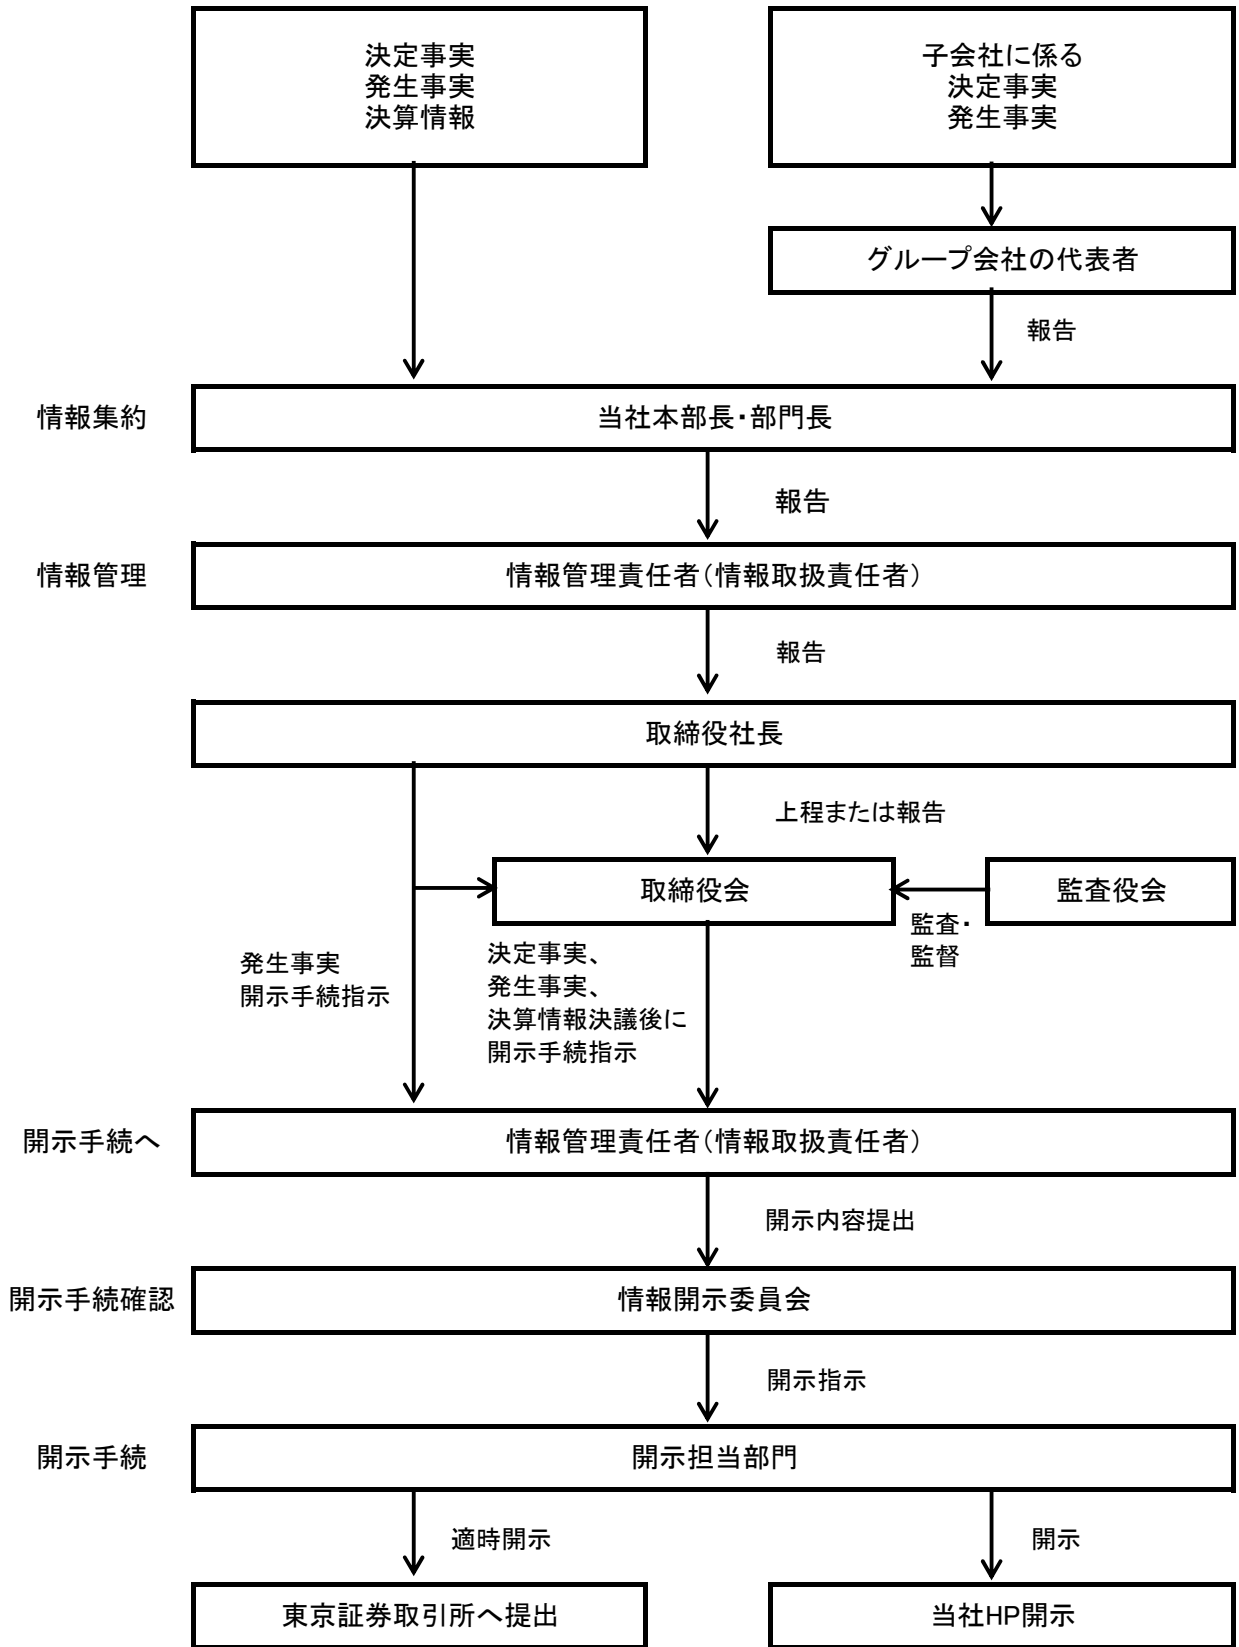 決定事実
発生事実
決算情報
子会社に係る
決定事実
発生事実
グループ会社の代表者
報告
情報集約
当社本部長・部門長
報告
情報管理
情報管理責任者（情報取扱責任者）
報告
取締役社長
上程または報告
取締役会
監査役会
監査・
監督
発生事実
開示手続指示
決定事実、
発生事実、
決算情報決議後に
開示手続指示
開示手続へ
情報管理責任者（情報取扱責任者）
開示内容提出
開示手続確認
情報開示委員会
開示指示
開示手続
開示担当部門
適時開示
開示
東京証券取引所へ提出
当社HP開示